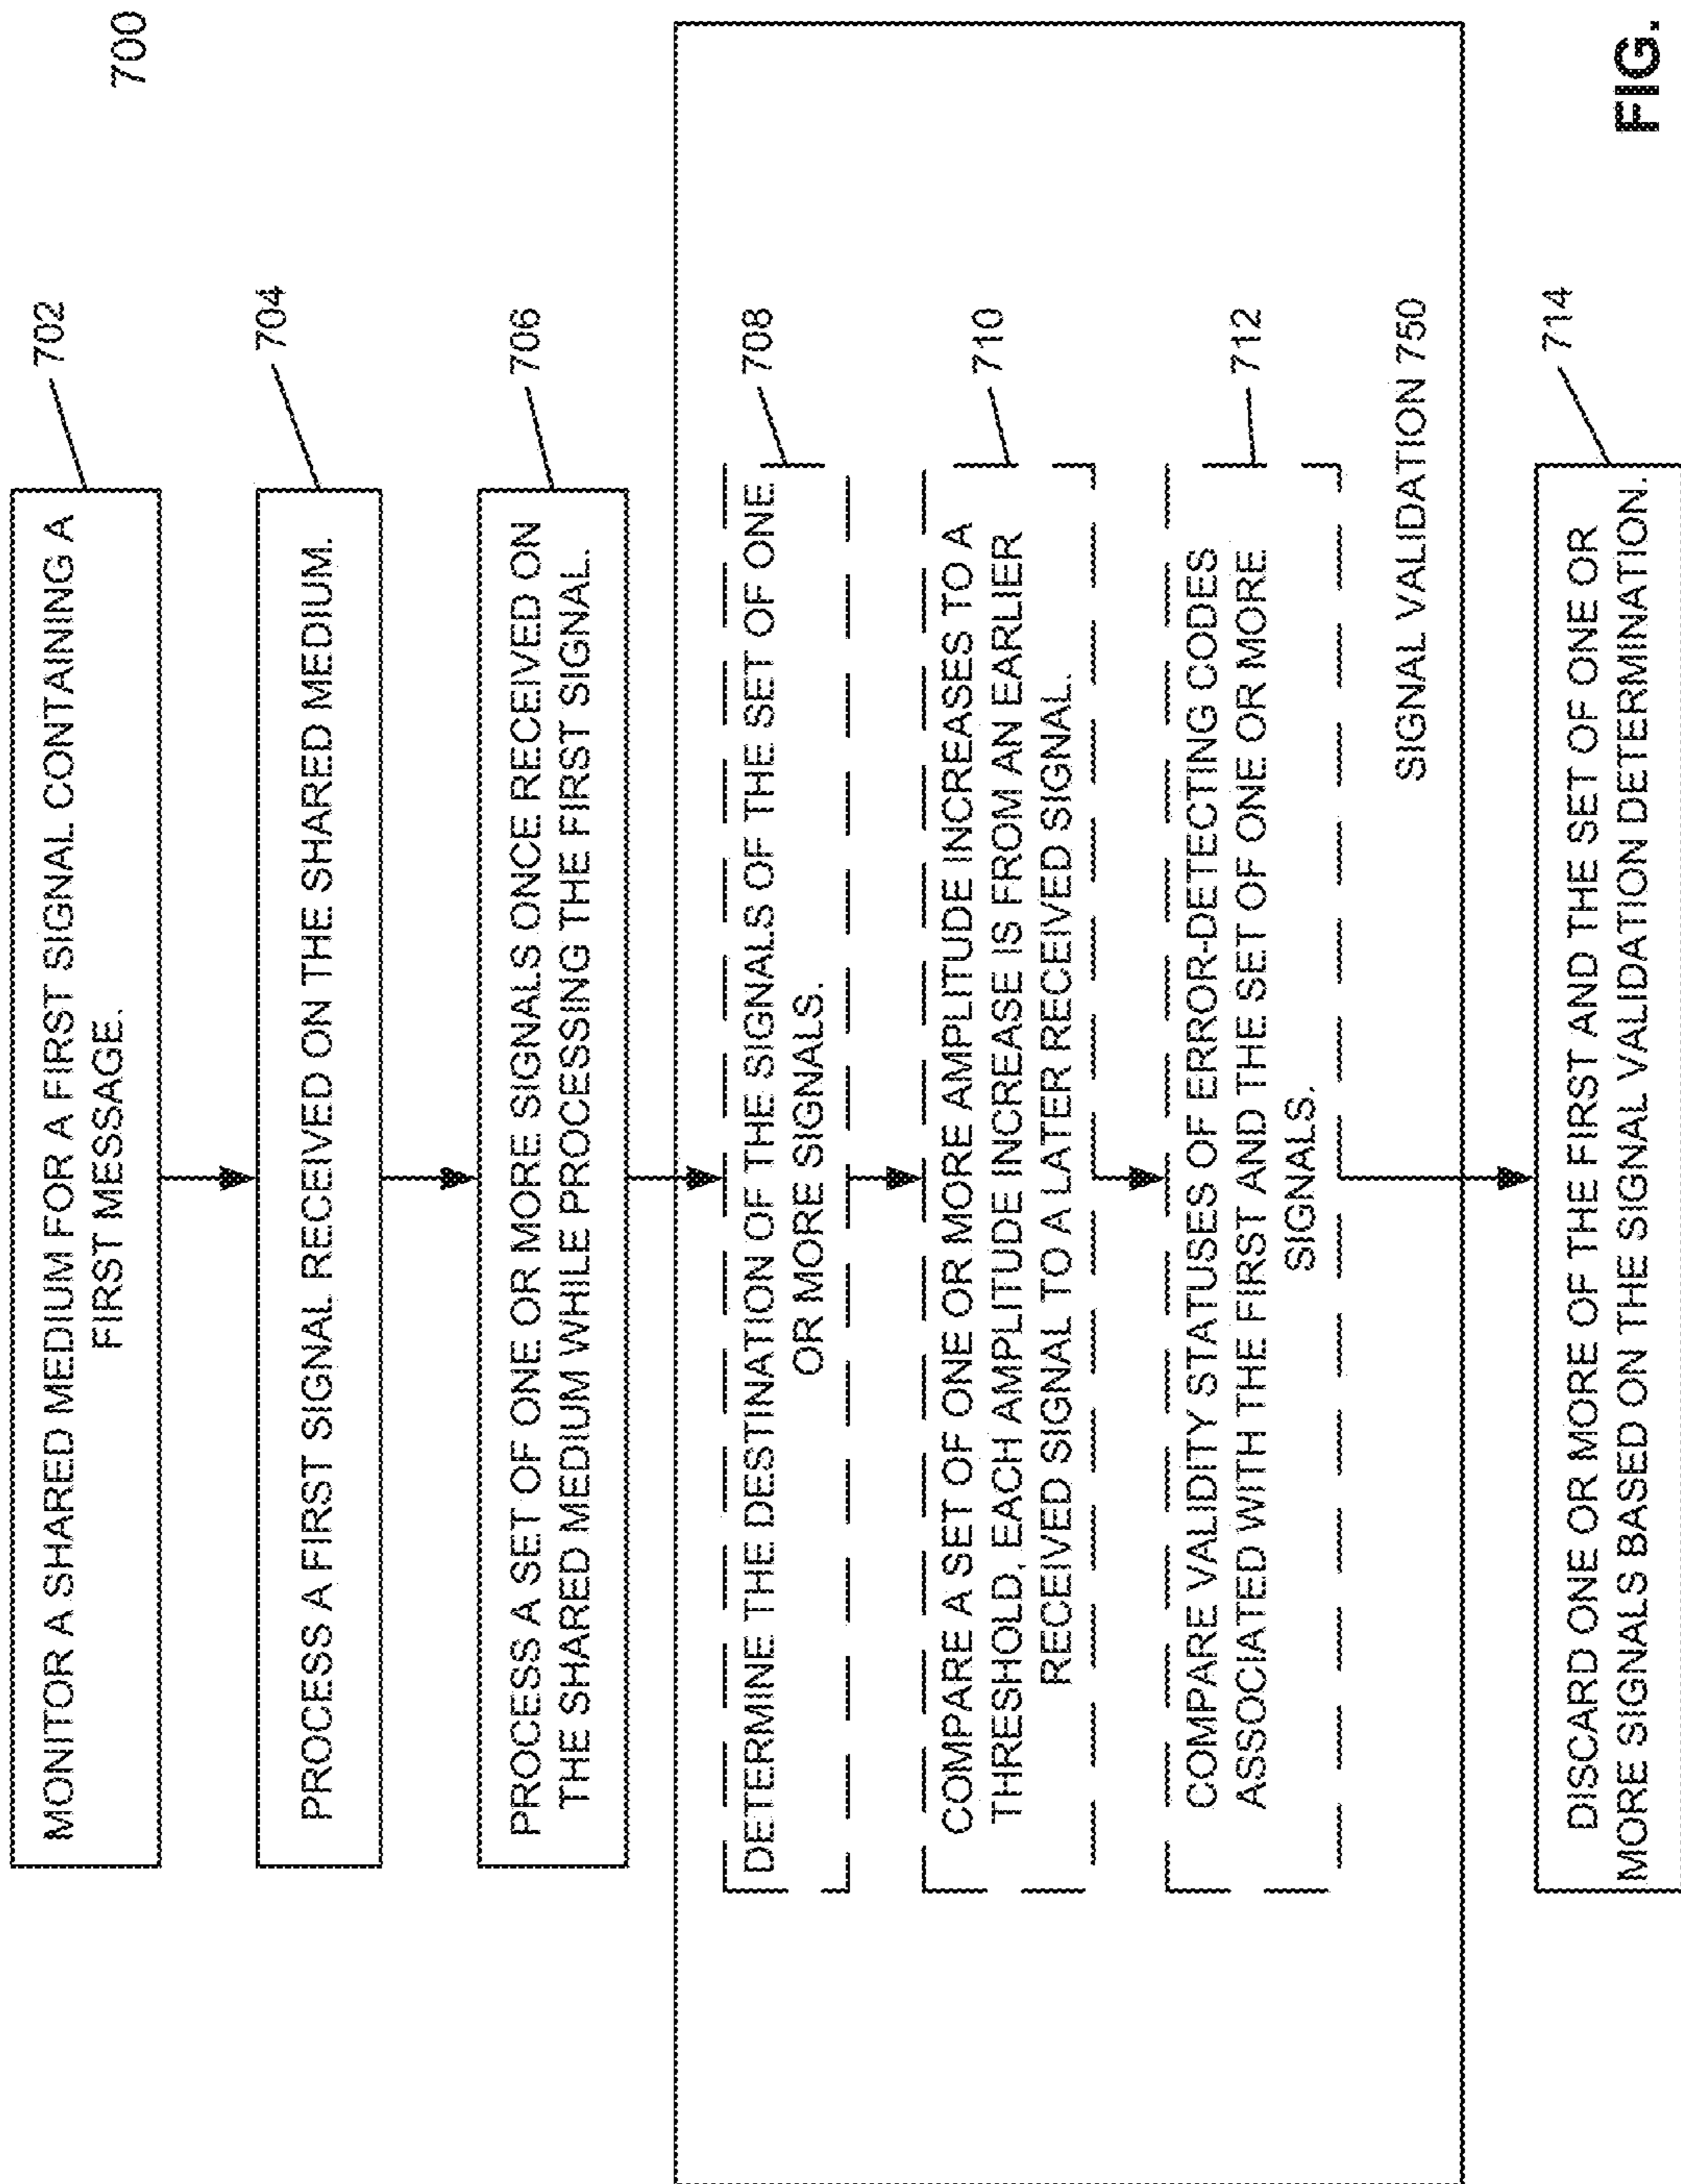 700
MONITOR A SHARED MEDIUM FOR A FIRST SIGNAL CONTAINING A
FIRST MESSAGE.
702
PROCESS A FIRST SIGNAL RECEIVED ON THE SHARED MEDIUM.
704
PROCESS A SET OF ONE OR MORE SIGNALS ONCE RECEIVED ON
THE SHARED MEDIUM WHILE PROCESSING THE FIRST SIGNAL.
706
DETERMINE THE DESTINATION OF THE SIGNALS OF THE SET OF ONE
OR MORE SIGNALS.
708
COMPARE A SET OF ONE OR MORE AMPLITUDE INCREASES TO A
THRESHOLD, EACH AMPLITUDE INCREASE IS FROM AN EARLIER
RECEIVED SIGNAL TO A LATER RECEIVED SIGNAL.
710
COMPARE VALIDITY STATUSES OF ERROR-DETECTING CODES
ASSOCIATED WITH THE FIRST AND THE SET OF ONE OR MORE
SIGNALS.
712
SIGNAL VALIDATION 750
DISCARD ONE OR MORE OF THE FIRST AND THE SET OF ONE OR
MORE SIGNALS BASED ON THE SIGNAL VALIDATION DETERMINATION.
714
FIG.